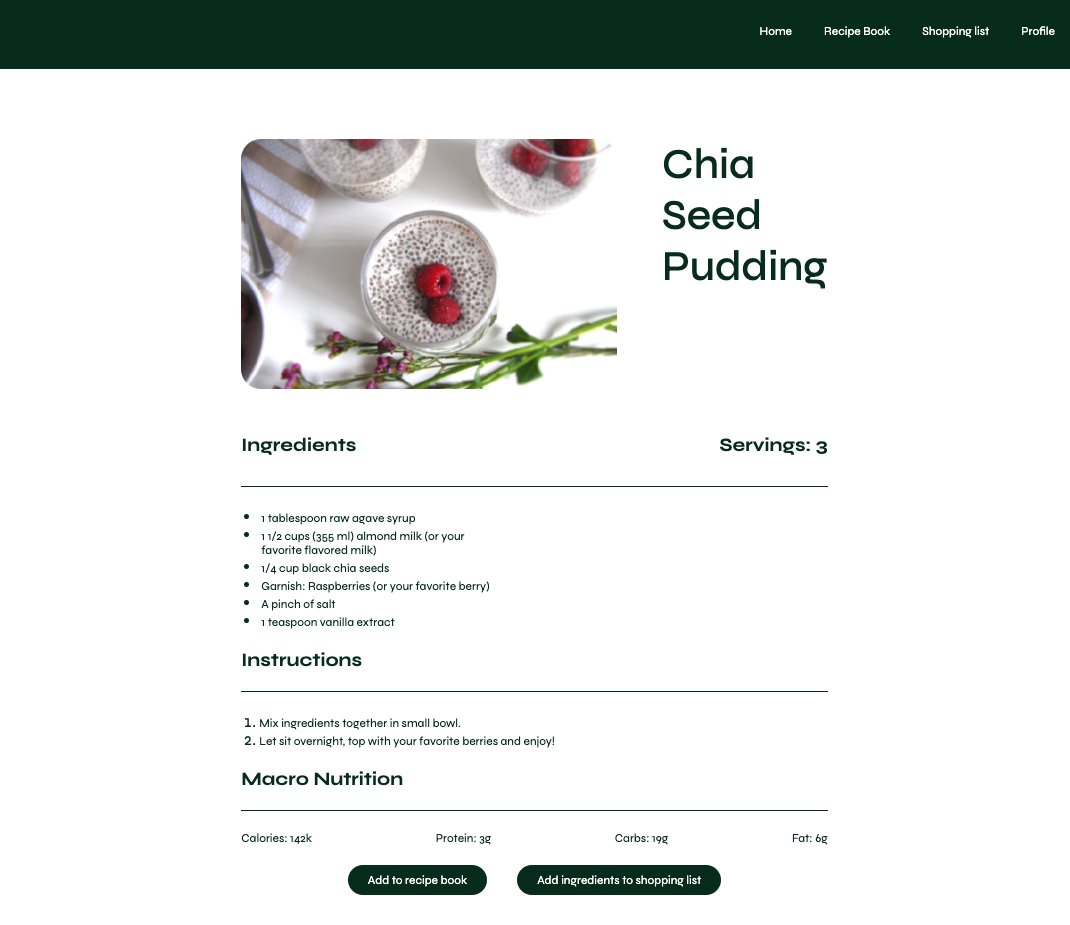 Home Recipe Book Shopping list Profile
Chia
Seed
Pudding
Ingredients Servings: 3
1 tablespoon raw agave syrup
1 1/2 cups (355 ml) almond milk (or your
favorite flavored milk)
1/4 cup black chia seeds
Garnish: Raspberries (or your favorite berry)
A pinch of salt
1 teaspoon vanilla extract
Instructions
1. Mix ingredients together in small bowl.
2. Let sit overnight, top with your favorite berries and enjoy!
Macro Nutrition
Calories: 142k Protein: 3g Carbs: 19g Fat: 6g
Add to recipe book Add ingredients to shopping list